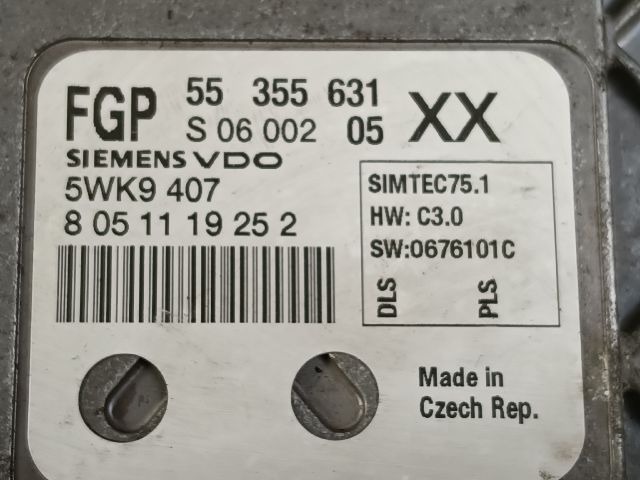 FGP 55 355 631 XX
S 06 002 05
SIEMENS VDO
5WK9 407
8 05 11 19 25 2
SIMTEC75.1
HW: C3.0
SW:0676101C
DLS PLS
Made in
Czech Rep.